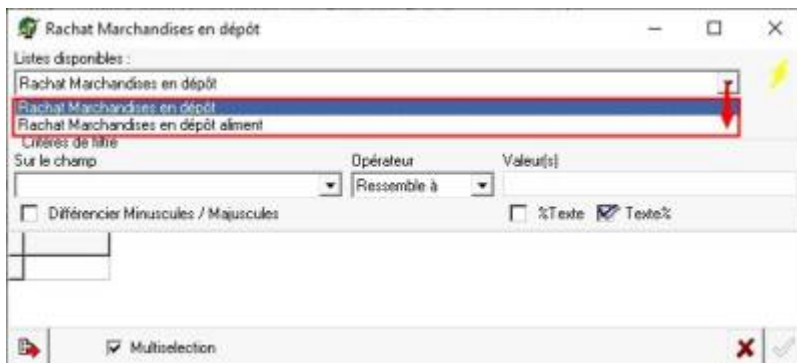 Rachat Marchandises en dépôt
Listes disponibles :
Rachat Marchandises en dépôt
Rachat Marchandises en dépôt
Rachat Marchandises en dépôt aliment
Critères de filtre
Sur le champ Opérateur Valeur(s)
Ressemble à
Différencier Minuscules / Majuscules %Texte Texte%
Multiselection